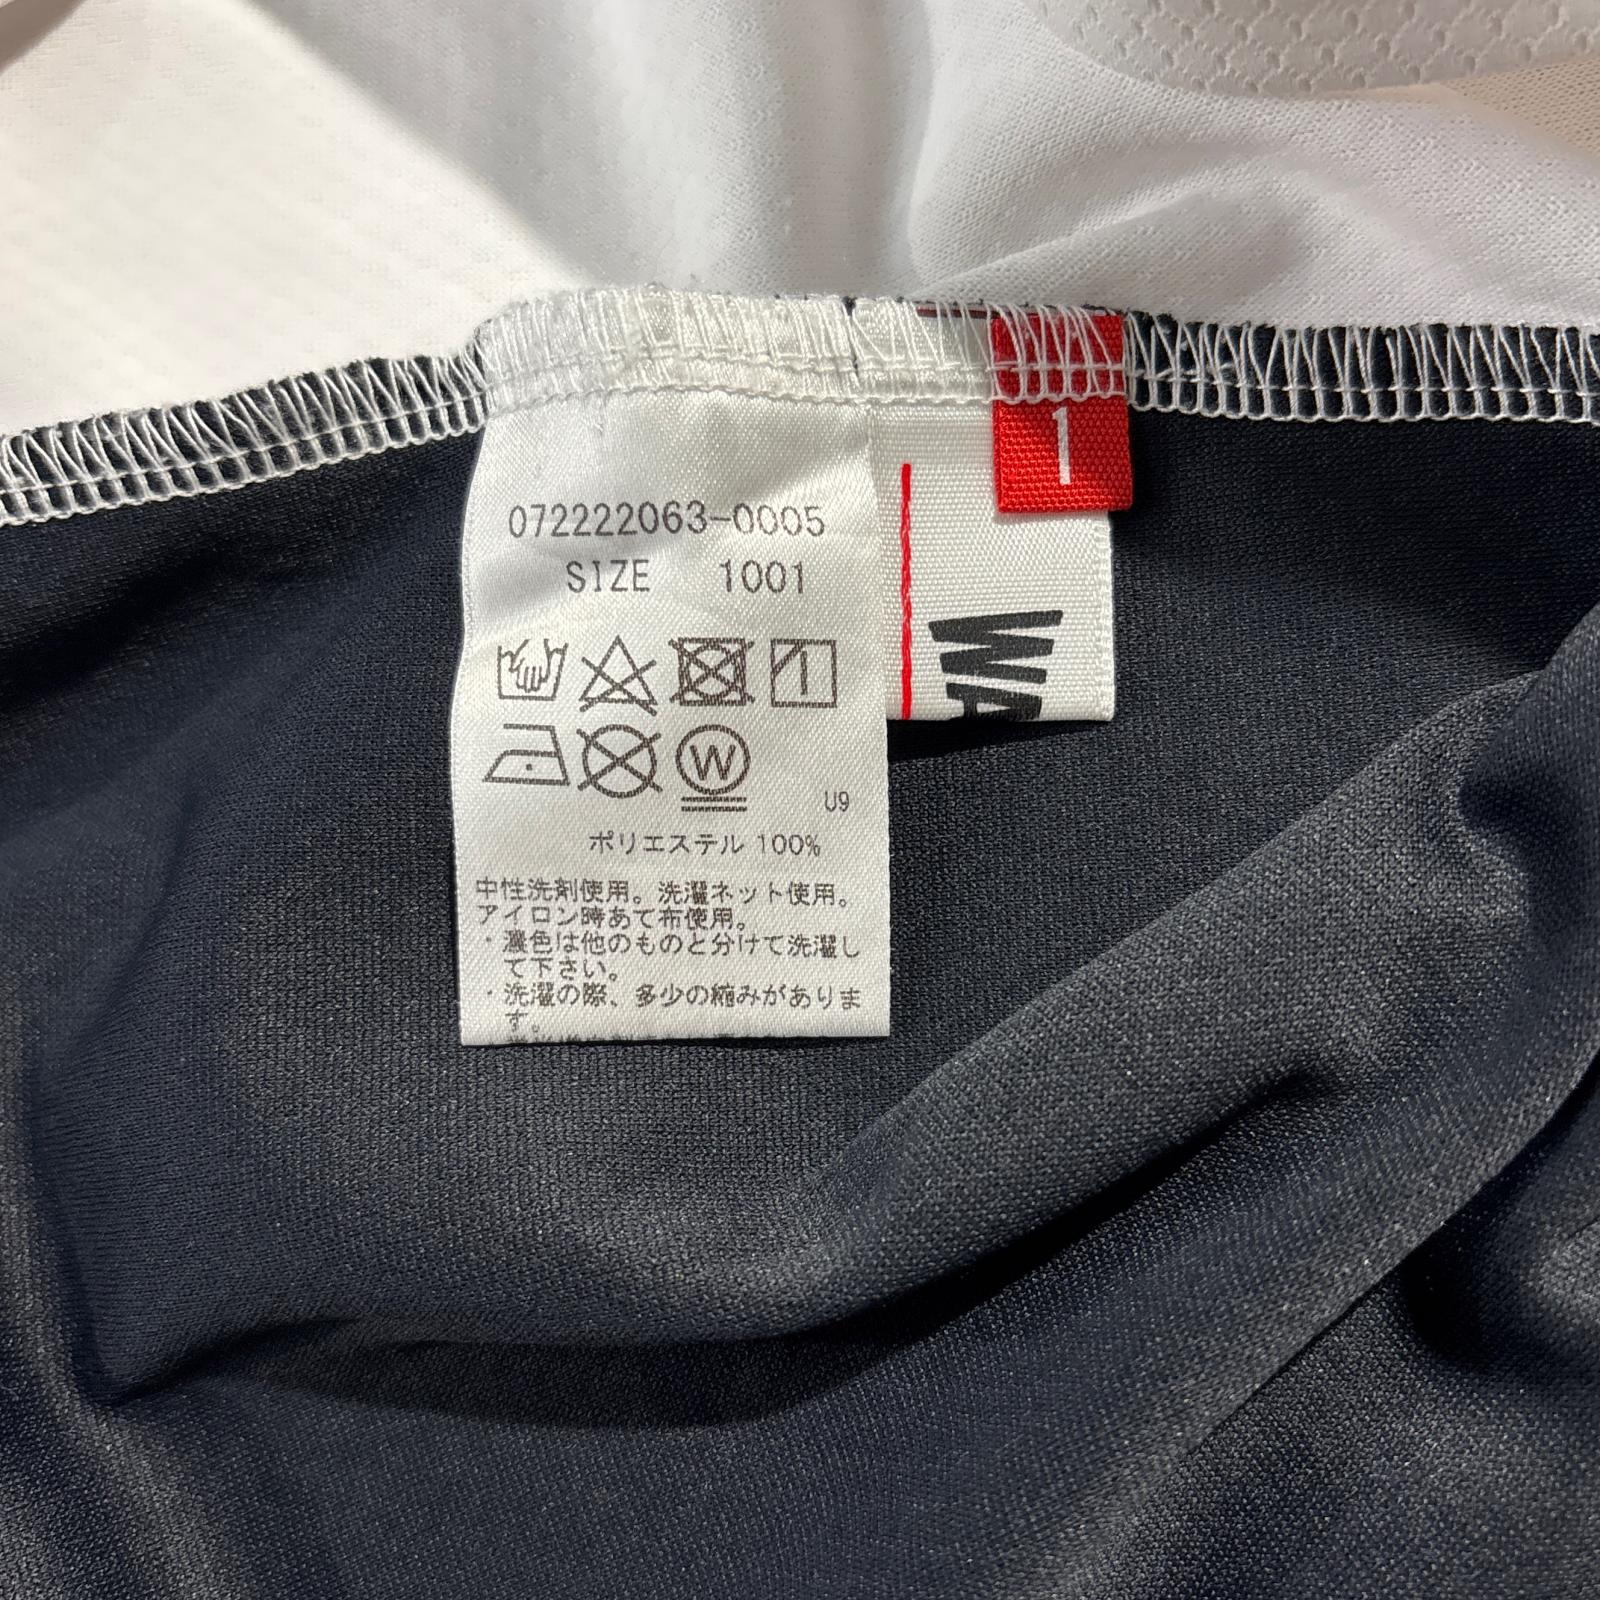 072222063-0005
SIZE 1001
1
WA
W
U9
ポリエステル 100%
中性洗剤使用。洗濯ネット使用。
アイロン時あて布使用。
・濃色は他のものと分けて洗濯し
て下さい。
・洗濯の際、多少の縮みがありま
す。